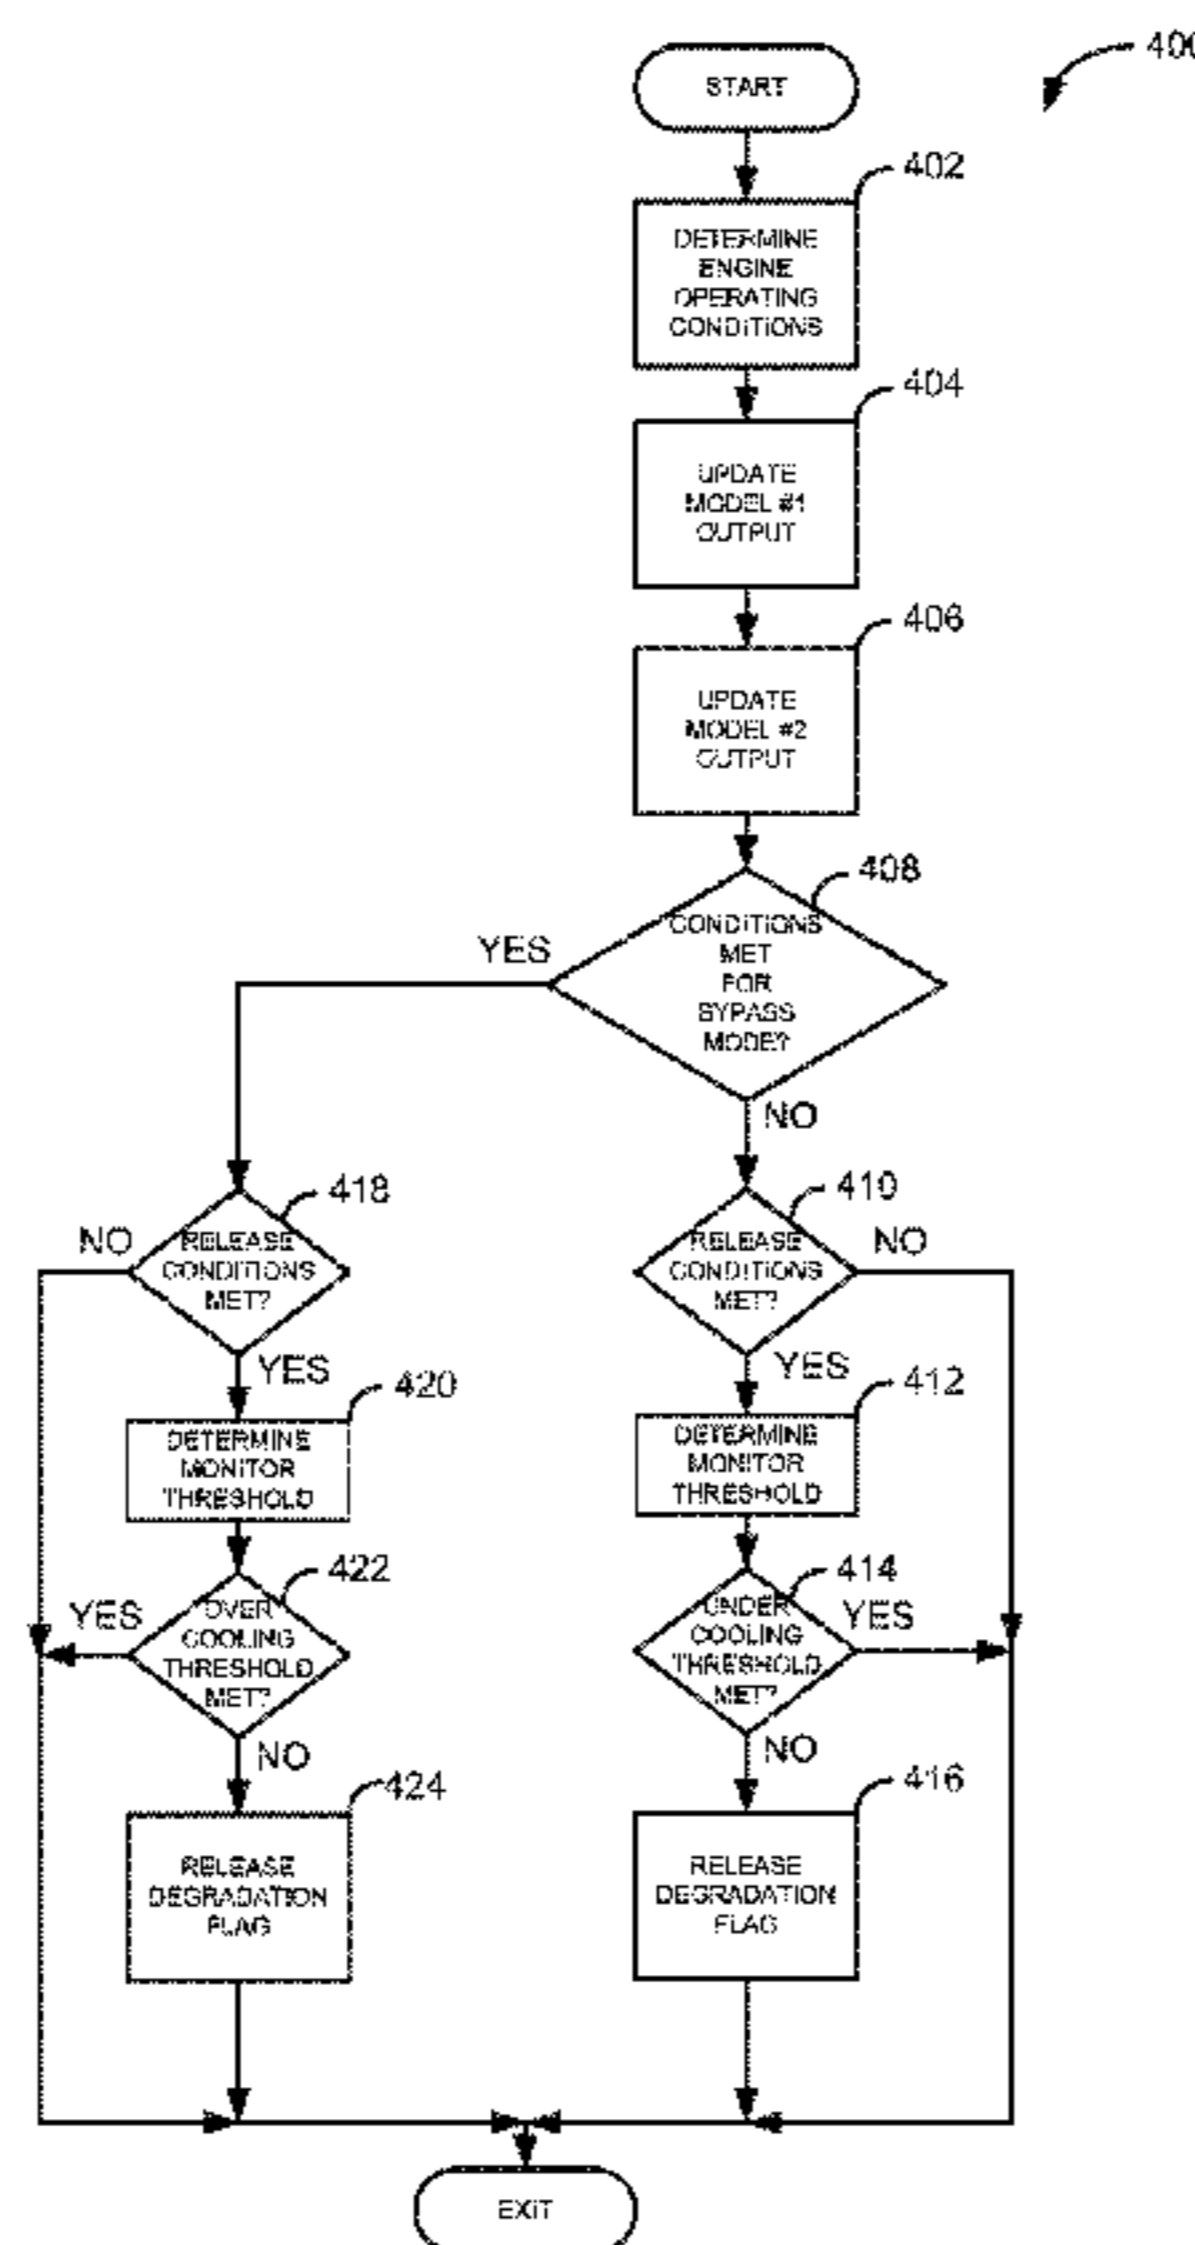 400
START
402
DETERMINE
ENGINE
OPERATING
CONDITIONS
404
UPDATE
MODEL #1
OUTPUT
406
UPDATE
MODEL #2
OUTPUT
408
CONDITIONS
MET
FOR
BYPASS
MODE?
YES
NO
418
RELEASE
CONDITIONS
MET?
NO
YES
410
RELEASE
CONDITIONS
MET?
NO
YES
420
DETERMINE
MONITOR
THRESHOLD
412
DETERMINE
MONITOR
THRESHOLD
422
OVER
COOLING
THRESHOLD
MET?
YES
NO
414
UNDER
COOLING
THRESHOLD
MET?
YES
NO
424
RELEASE
DEGRADATION
FLAG
416
RELEASE
DEGRADATION
FLAG
EXIT